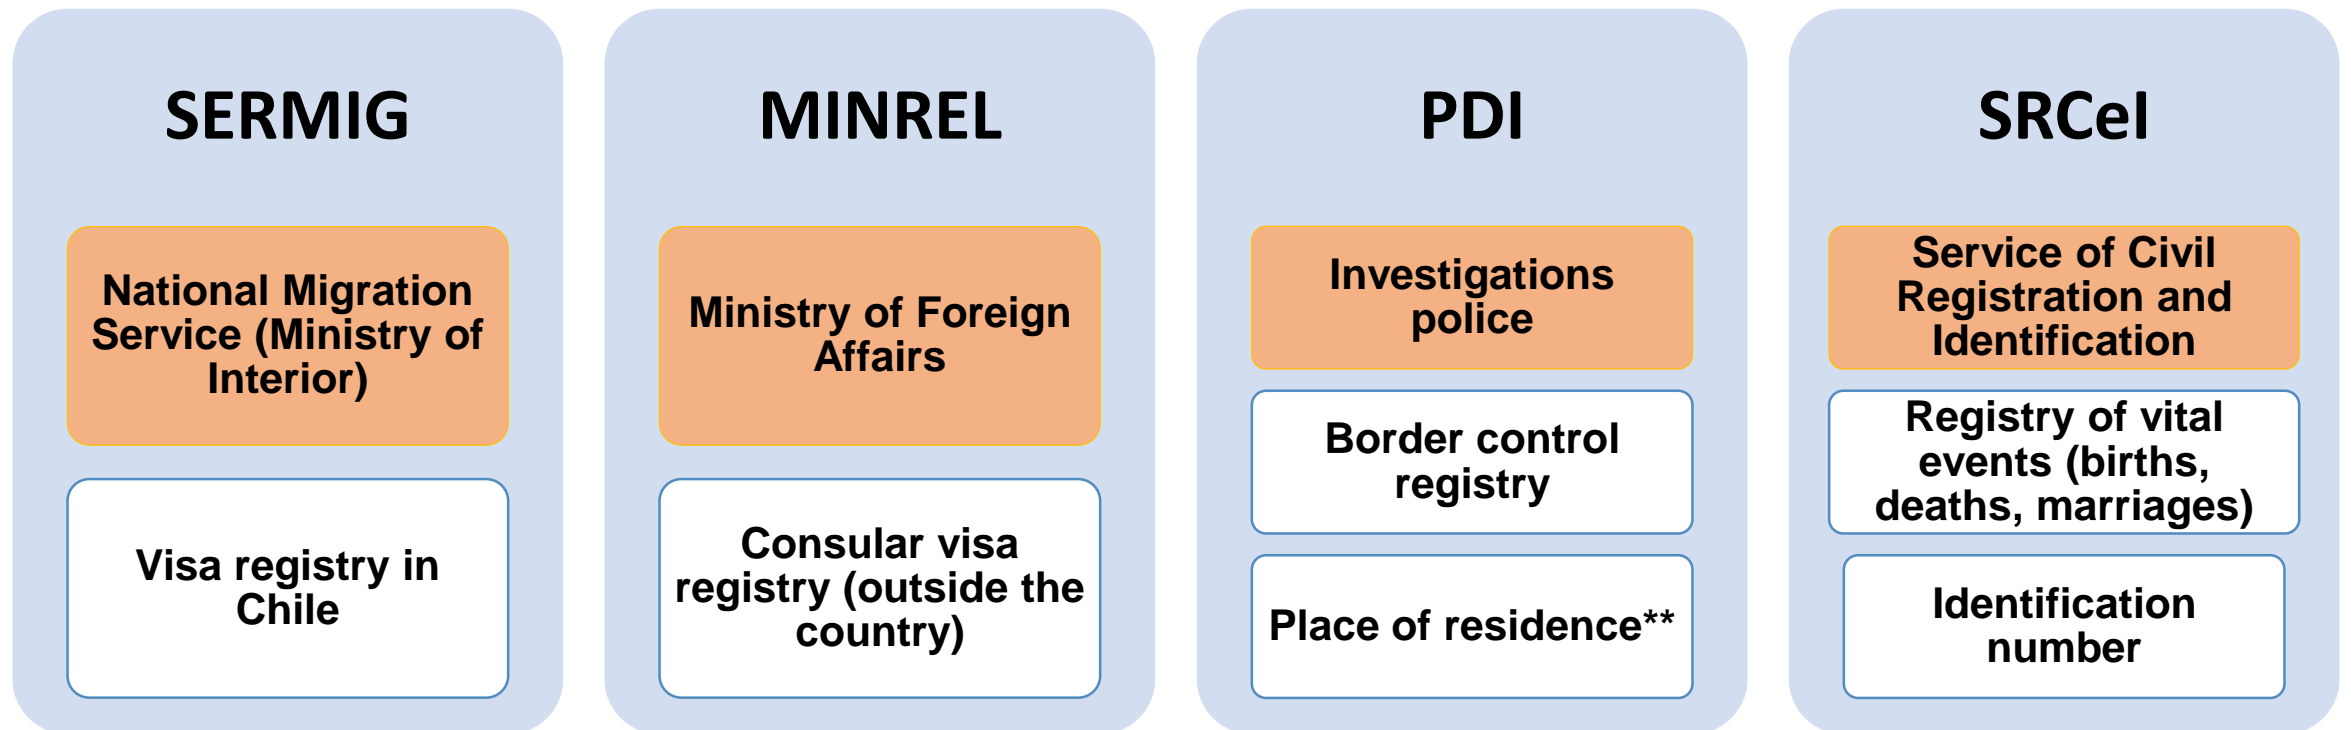 SERMIG
National Migration
Service (Ministry of
Interior)
Visa registry in
Chile
MINREL
Ministry of Foreign
Affairs
Consular visa
registry (outside the
country)
PDI
Investigations
police
Border control
registry
Place of residence**
SRCeI
Service of Civil
Registration and
Identification
Registry of vital
events (births,
deaths, marriages)
Identification
number